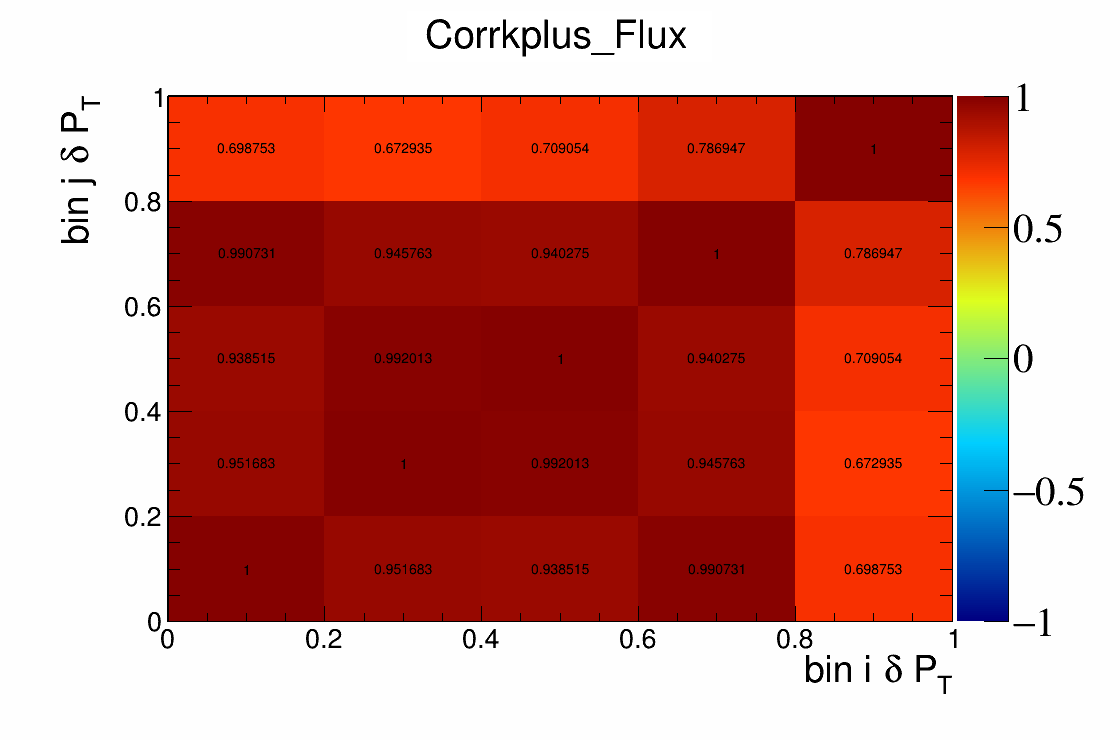 Corrkplus_Flux
bin j δ P_T
1
0.8
0.6
0.4
0.2
0
0.698753 0.672935 0.709054 0.786947 1
0.990731 0.945763 0.940275 1 0.786947
0.938515 0.992013 1 0.940275 0.709054
0.951683 1 0.992013 0.945763 0.672935
1 0.951683 0.938515 0.990731 0.698753
0 0.2 0.4 0.6 0.8 1
bin i δ P_T
1
0.5
0
−0.5
−1